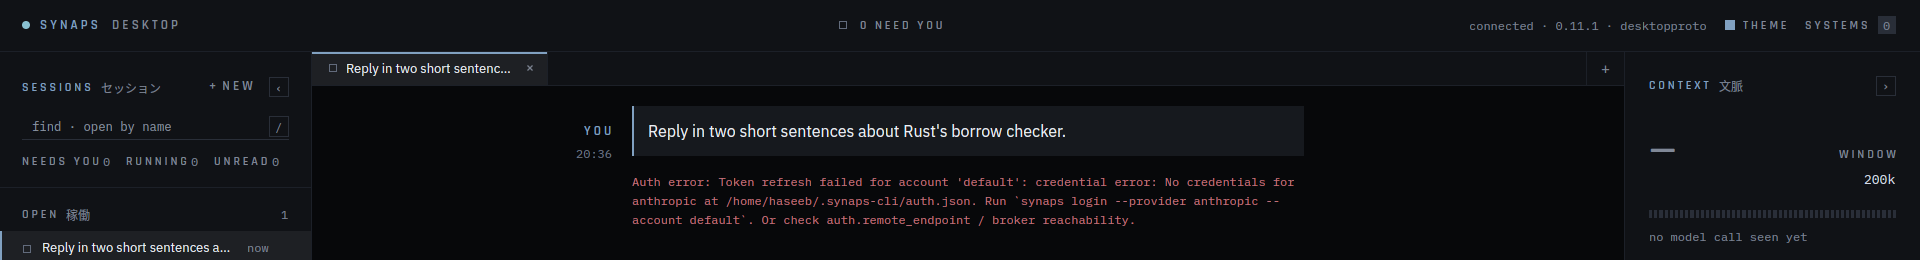 SYNAPS DESKTOP
0 NEED YOU
connected · 0.11.1 · desktopproto
THEME
SYSTEMS 0
SESSIONS セッション
+ NEW
‹
find · open by name
/
NEEDS YOU 0 RUNNING 0 UNREAD 0
OPEN 稼働 1
Reply in two short sentences a... now
Reply in two short sentenc... ×
+
YOU
20:36
Reply in two short sentences about Rust's borrow checker.
Auth error: Token refresh failed for account 'default': credential error: No credentials for
anthropic at /home/haseeb/.synaps-cli/auth.json. Run `synaps login --provider anthropic --
account default`. Or check auth.remote_endpoint / broker reachability.
CONTEXT 文脈
›
—
WINDOW
200k
no model call seen yet